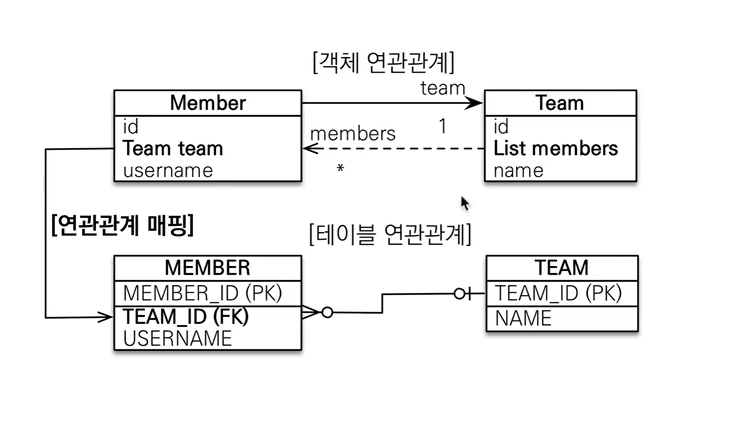 [객체 연관관계]
Member
team
Team
id
Team team
username
members
1
*
id
List members
name
[연관관계 매핑]
[테이블 연관관계]
MEMBER
MEMBER_ID (PK)
TEAM_ID (FK)
USERNAME
TEAM
TEAM_ID (PK)
NAME